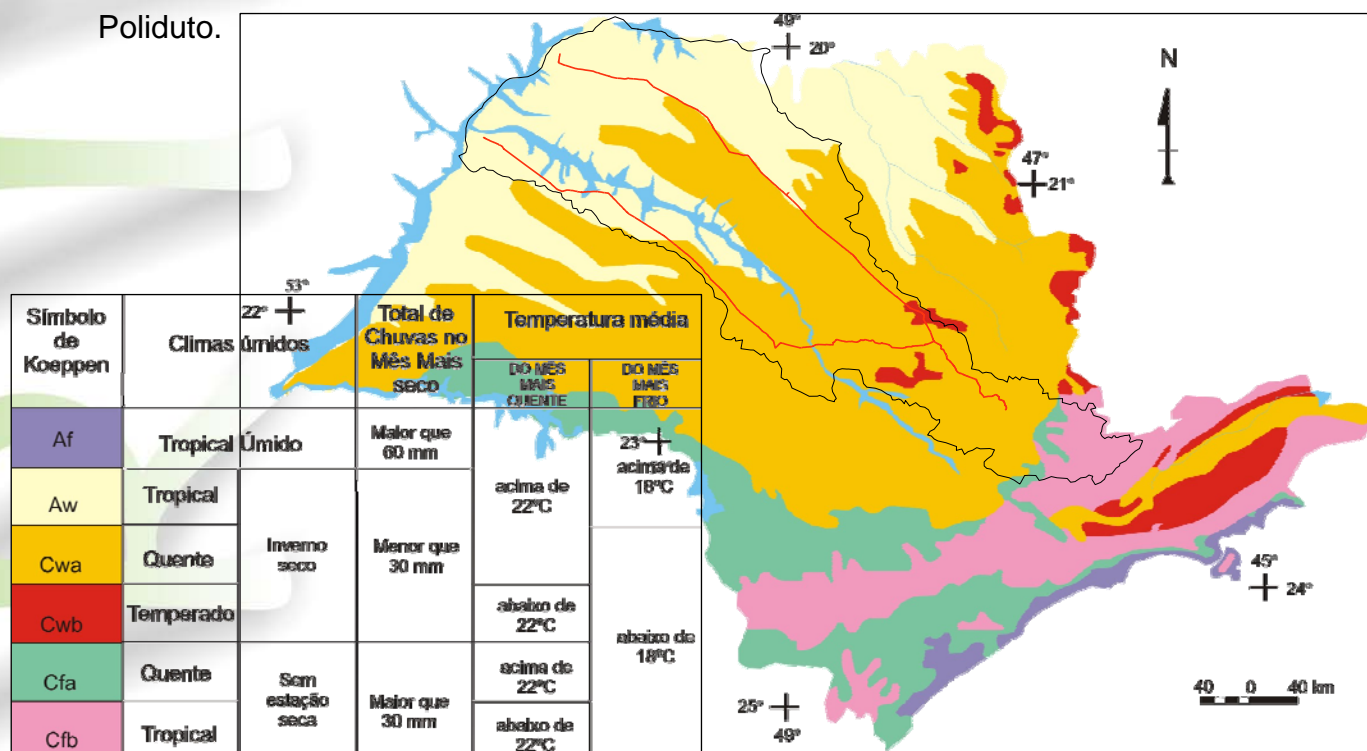 Poliduto.
49°
20°
N
47°
21°
53°
22°
Símbolo de Koeppen
Climas úmidos
Total de Chuvas no Mês Mais seco
Temperatura média
DO MÊS MAIS QUENTE
DO MÊS MAIS FRIO
Af
Tropical Úmido
Maior que 60 mm
acima de 22°C
23°
acima de 18°C
Aw
Tropical
Inverno seco
Menor que 30 mm
Cwa
Quente
Cwb
Temperado
abaixo de 22°C
abaixo de 18°C
Cfa
Quente
Sem estação seca
Maior que 30 mm
acima de 22°C
Cfb
Tropical
abaixo de 22°C
45°
24°
25°
49°
40 0 40 km